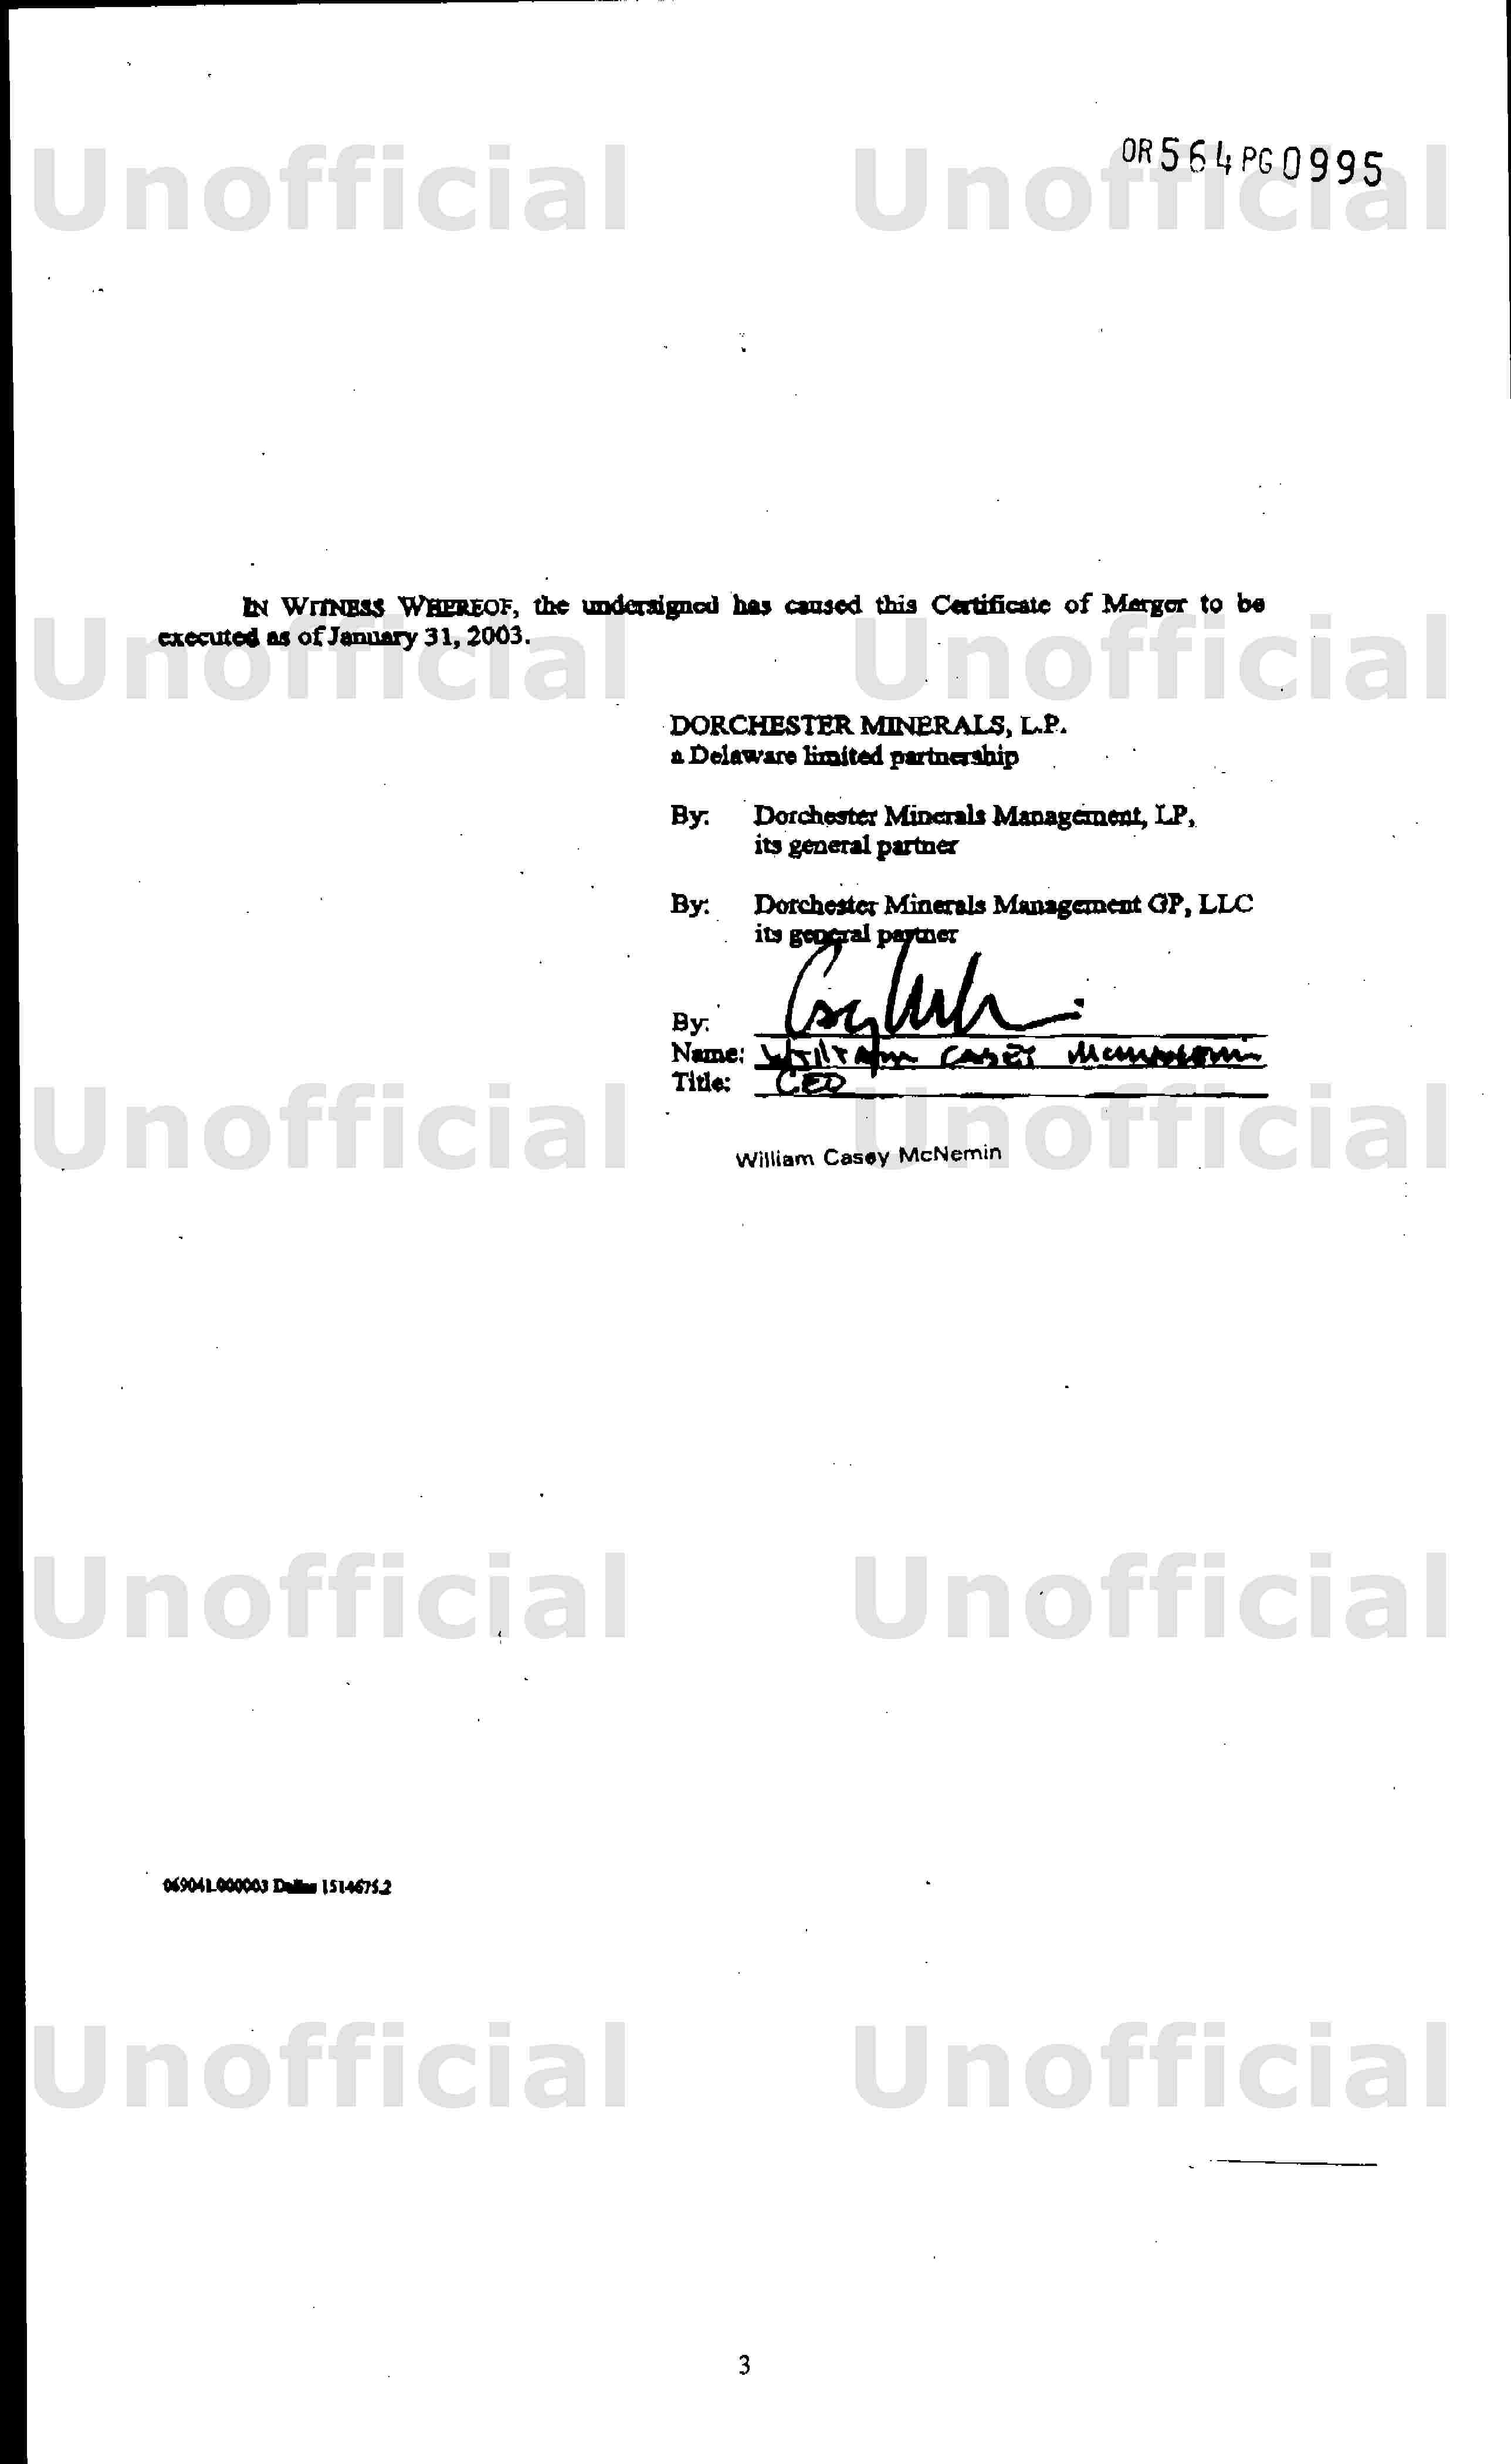 OR 564 PG 0995
Unofficial Unofficial
IN WITNESS WHEREOF, the undersigned has caused this Certificate of Merger to be
executed as of January 31, 2003.
Unofficial Unofficial
DORCHESTER MINERALS, L.P.
a Delaware limited partnership
By: Dorchester Minerals Management, LP,
its general partner
By: Dorchester Minerals Management GP, LLC
its general partner
By:
Name: William Casey McManemin
Title: CEO
Unofficial Unofficial
William Casey McNemin
Unofficial Unofficial
069041.000003 Dallas 1514675.2
Unofficial Unofficial
3